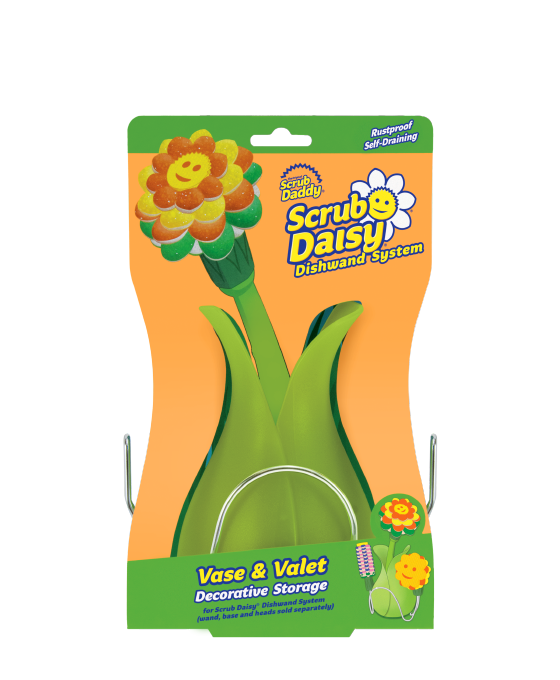 Rustproof
Self-Draining
Scrub
Daddy®
Scrub
Daisy
Dishwand System
Vase & Valet
Decorative Storage
for Scrub Daisy® Dishwand System
(wand, base and heads sold separately)